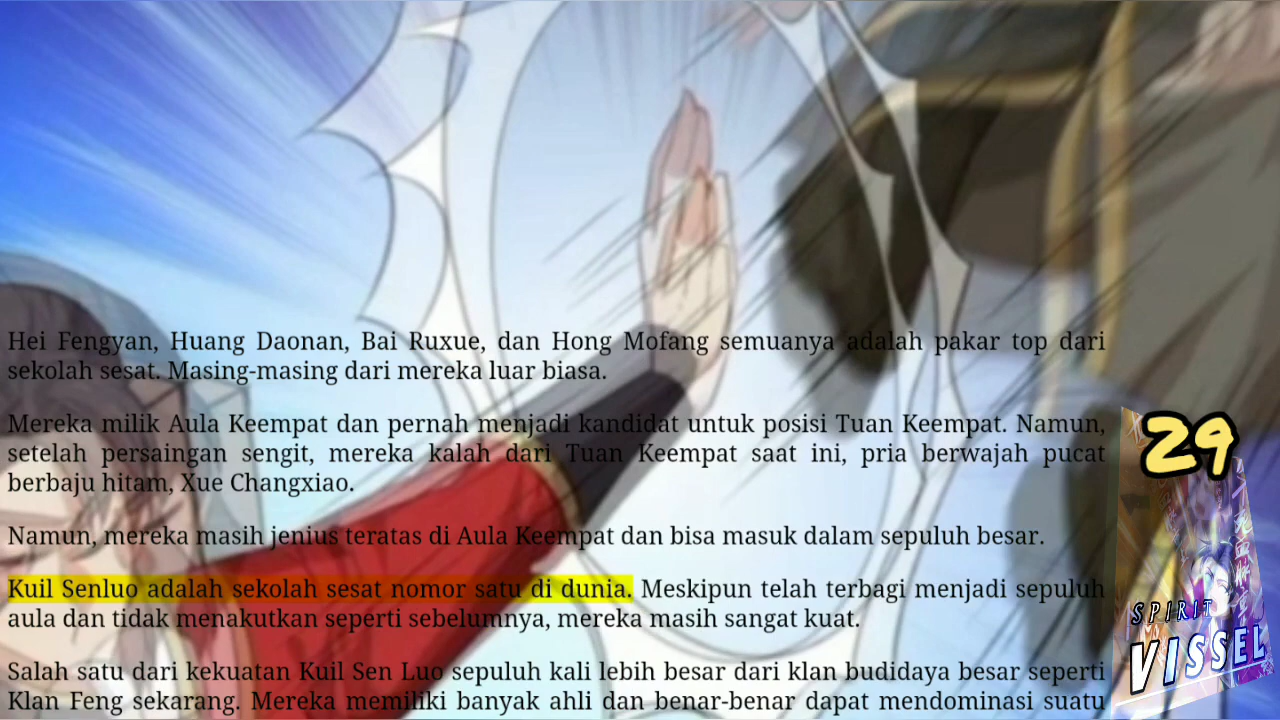 Hei Fengyan, Huang Daonan, Bai Ruxue, dan Hong Mofang semuanya adalah pakar top dari
sekolah sesat. Masing-masing dari mereka luar biasa.
Mereka milik Aula Keempat dan pernah menjadi kandidat untuk posisi Tuan Keempat. Namun,
setelah persaingan sengit, mereka kalah dari Tuan Keempat saat ini, pria berwajah pucat
berbaju hitam, Xue Changxiao.
Namun, mereka masih jenius teratas di Aula Keempat dan bisa masuk dalam sepuluh besar.
Kuil Senluo adalah sekolah sesat nomor satu di dunia. Meskipun telah terbagi menjadi sepuluh
aula dan tidak menakutkan seperti sebelumnya, mereka masih sangat kuat.
Salah satu dari kekuatan Kuil Sen Luo sepuluh kali lebih besar dari klan budidaya besar seperti
Klan Feng sekarang. Mereka memiliki banyak ahli dan benar-benar dapat mendominasi suatu
29
SPIRIT
VISSEL